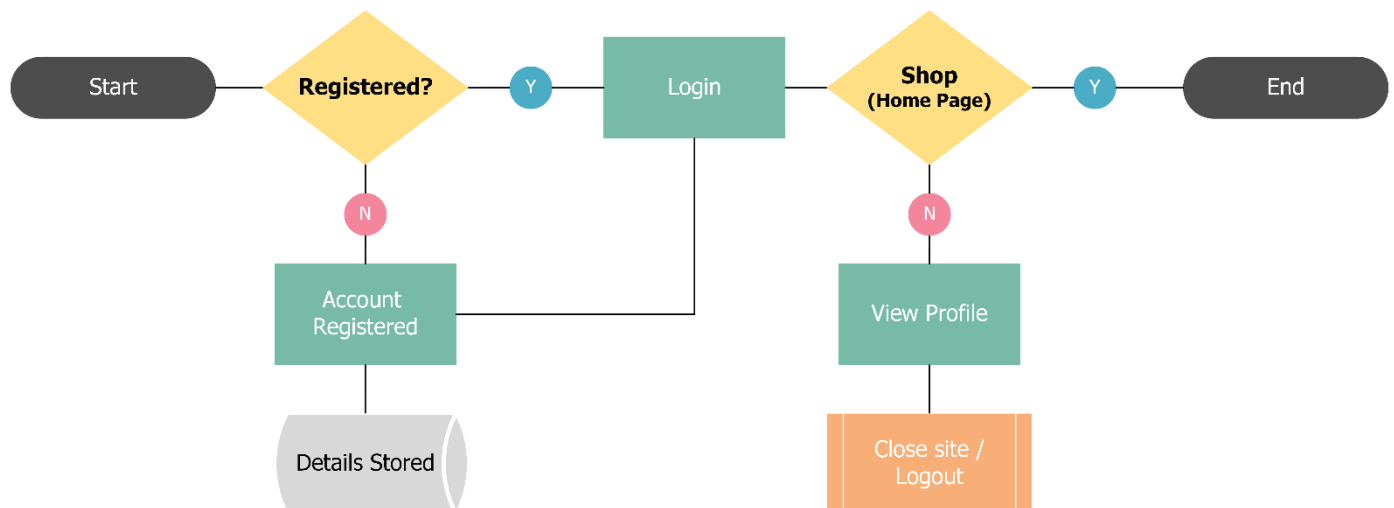 Start
Registered?
Y
Login
Shop
(Home Page)
Y
End
N
N
Account
Registered
View Profile
Details Stored
Close site /
Logout